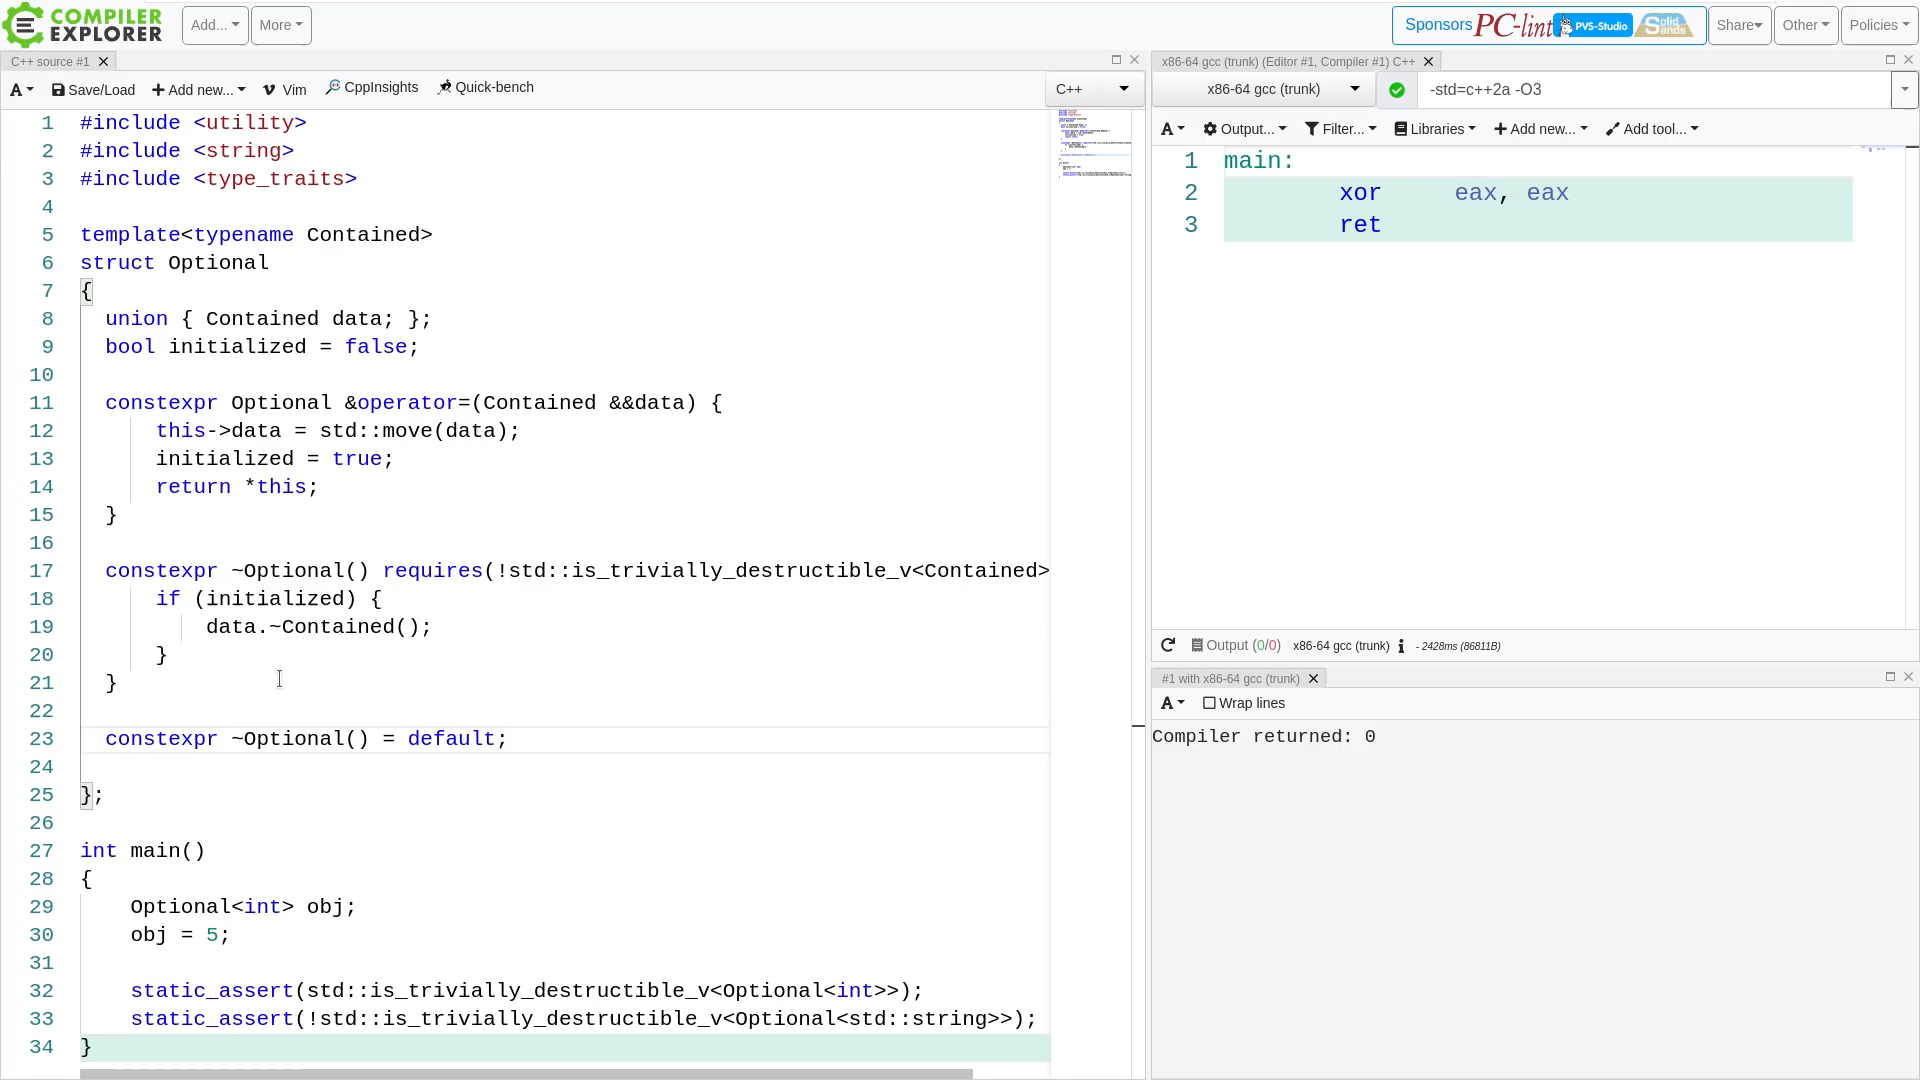 COMPILER EXPLORER
Add...
More
Sponsors PC-lint PVS-Studio Solid Sands
Share
Other
Policies
C++ source #1
A
Save/Load
Add new...
Vim
CppInsights
Quick-bench
C++
1 #include <utility>
2 #include <string>
3 #include <type_traits>
4
5 template<typename Contained>
6 struct Optional
7 {
8 union { Contained data; };
9 bool initialized = false;
10
11 constexpr Optional &operator=(Contained &&data) {
12 this->data = std::move(data);
13 initialized = true;
14 return *this;
15 }
16
17 constexpr ~Optional() requires(!std::is_trivially_destructible_v<Contained>
18 if (initialized) {
19 data.~Contained();
20 }
21 }
22
23 constexpr ~Optional() = default;
24
25 };
26
27 int main()
28 {
29 Optional<int> obj;
30 obj = 5;
31
32 static_assert(std::is_trivially_destructible_v<Optional<int>>);
33 static_assert(!std::is_trivially_destructible_v<Optional<std::string>>);
34 }
x86-64 gcc (trunk) (Editor #1, Compiler #1) C++
x86-64 gcc (trunk)
-std=c++2a -O3
A
Output...
Filter...
Libraries
Add new...
Add tool...
1 main:
2 xor eax, eax
3 ret
Output (0/0) x86-64 gcc (trunk) i - 2428ms (86811B)
#1 with x86-64 gcc (trunk)
A
Wrap lines
Compiler returned: 0